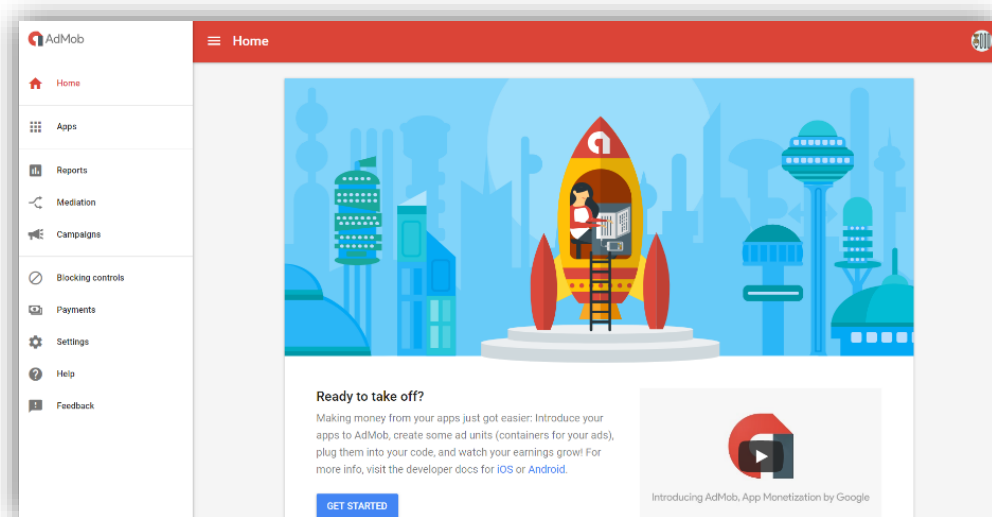 AdMob
Home
Home
Apps
Reports
Mediation
Campaigns
Blocking controls
Payments
Settings
Help
Feedback
Ready to take off?
Making money from your apps just got easier: Introduce your
apps to AdMob, create some ad units (containers for your ads),
plug them into your code, and watch your earnings grow! For
more info, visit the developer docs for iOS or Android.
GET STARTED
Introducing AdMob, App Monetization by Google